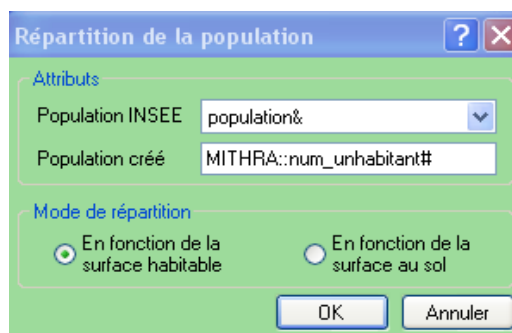 Répartition de la population
Attributs
Population INSEE population&
Population créé MITHRA::num_unhabitant#
Mode de répartition
En fonction de la surface habitable
En fonction de la surface au sol
OK Annuler